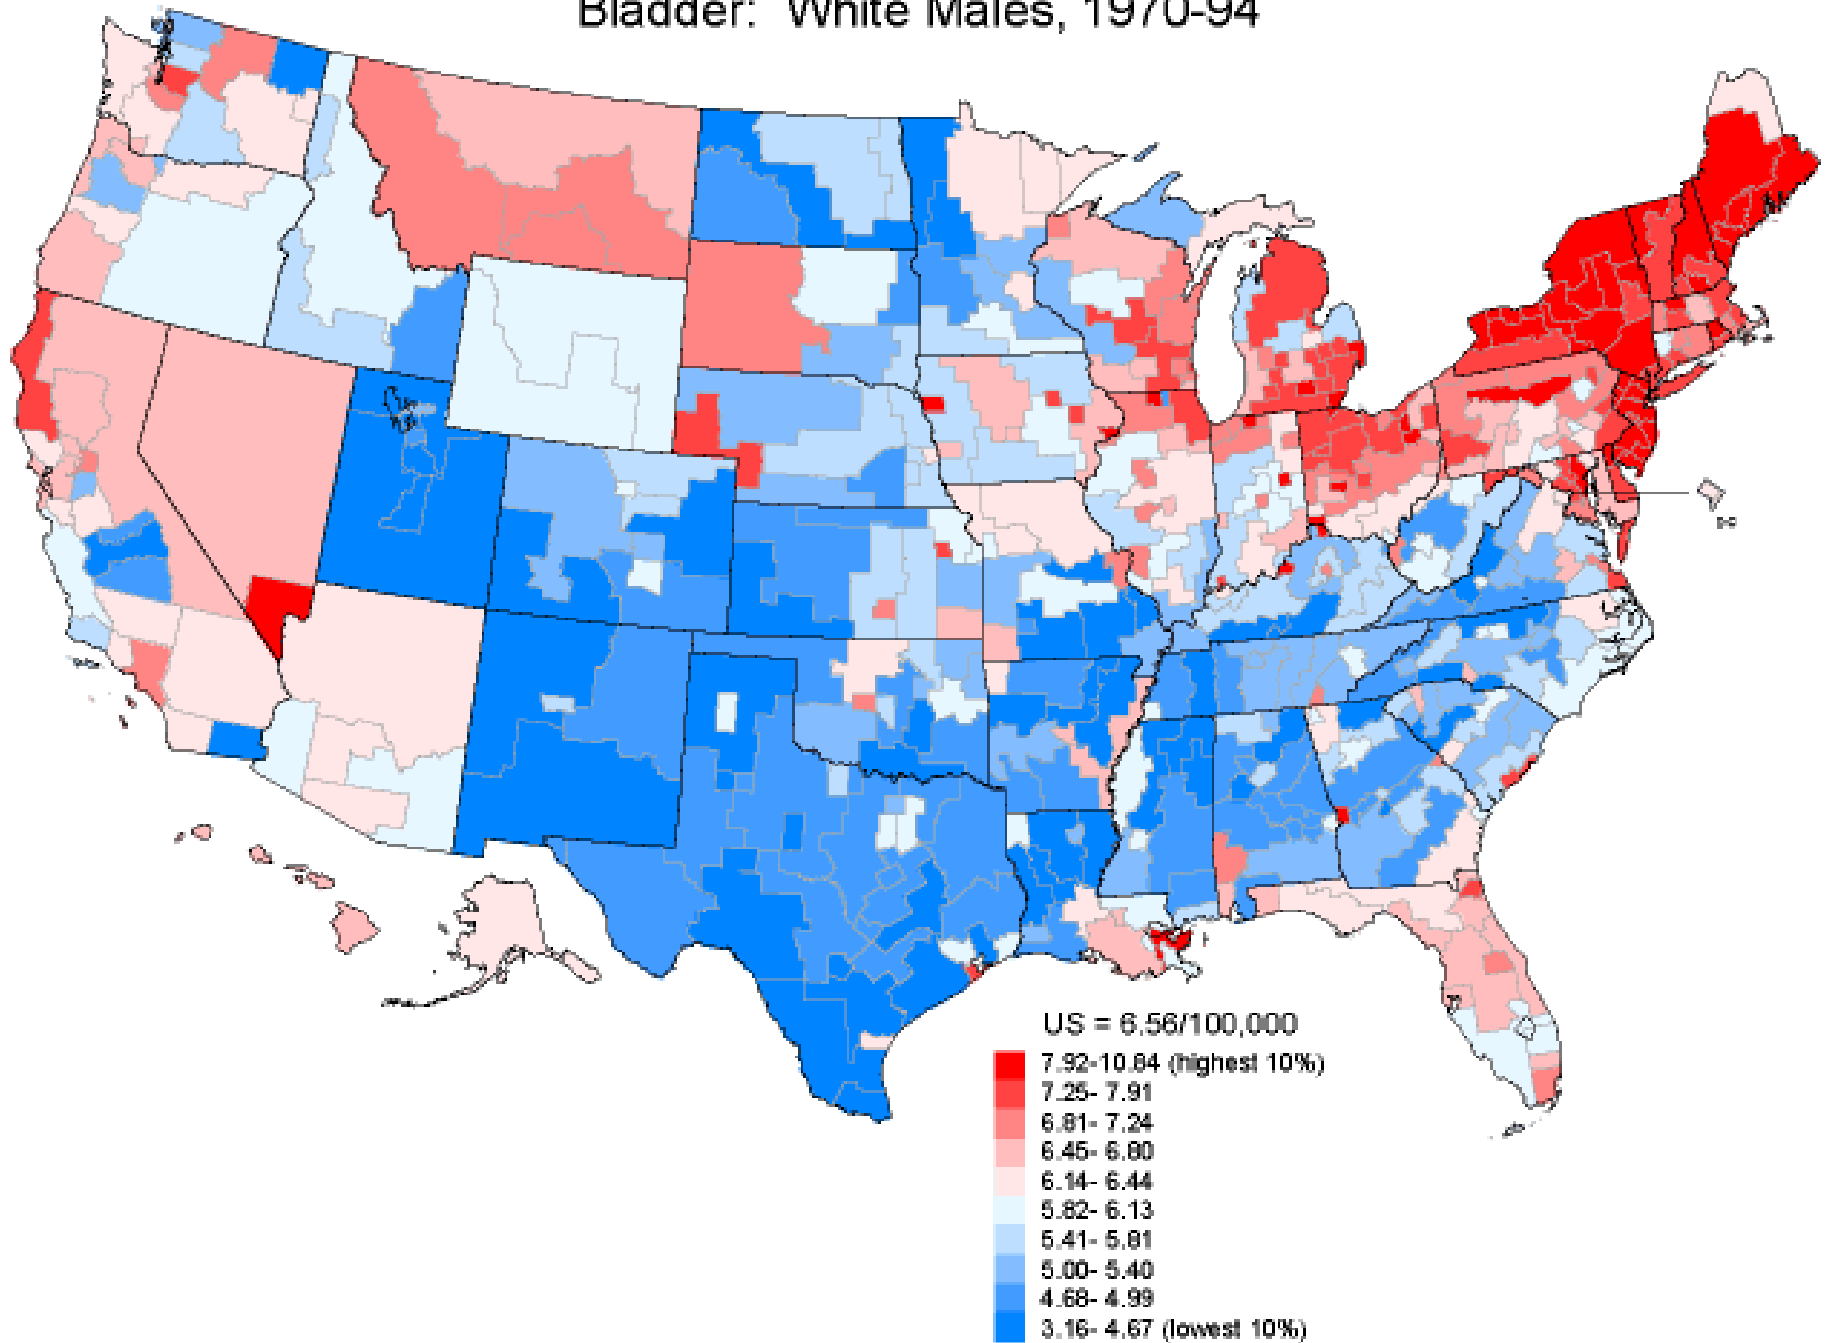 Bladder: White Males, 1970-94
US = 6.56/100,000
7.92-10.84 (highest 10%)
7.25- 7.91
6.81- 7.24
6.45- 6.80
6.14- 6.44
5.82- 6.13
5.41- 5.81
5.00- 5.40
4.68- 4.99
3.16- 4.67 (lowest 10%)